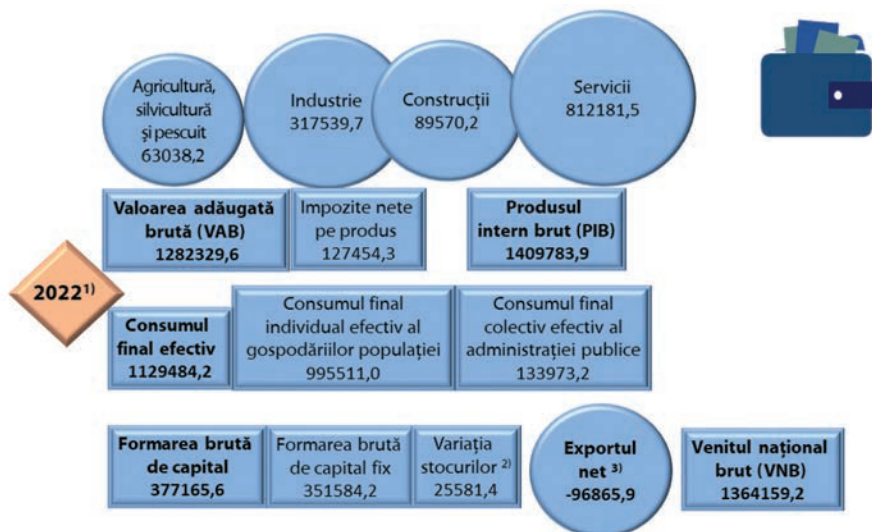 Agricultură,
silvicultură
și pescuit
63038,2
Industrie
317539,7
Construcții
89570,2
Servicii
812181,5
Valoarea adăugată
brută (VAB)
1282329,6
Impozite nete
pe produs
127454,3
Produsul
intern brut (PIB)
1409783,9
2022¹⁾
Consumul
final efectiv
1129484,2
Consumul final
individual efectiv al
gospodăriilor populației
995511,0
Consumul final
colectiv efectiv al
administrației publice
133973,2
Formarea brută
de capital
377165,6
Formarea brută
de capital fix
351584,2
Variația
stocurilor ²⁾
25581,4
Exportul
net ³⁾
-96865,9
Venitul național
brut (VNB)
1364159,2